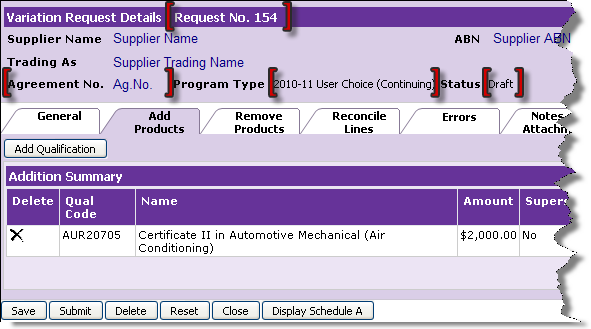 Variation Request Details Request No. 154
Supplier Name Supplier Name ABN Supplier ABN
Trading As Supplier Trading Name
Agreement No. Ag.No. Program Type 2010-11 User Choice (Continuing) Status Draft
General Add Products Remove Products Reconcile Lines Errors Notes
Add Qualification
Addition Summary
Delete Qual Code Name Amount Supers
AUR20705 Certificate II in Automotive Mechanical (Air Conditioning) $2,000.00 No
Save Submit Delete Reset Close Display Schedule A